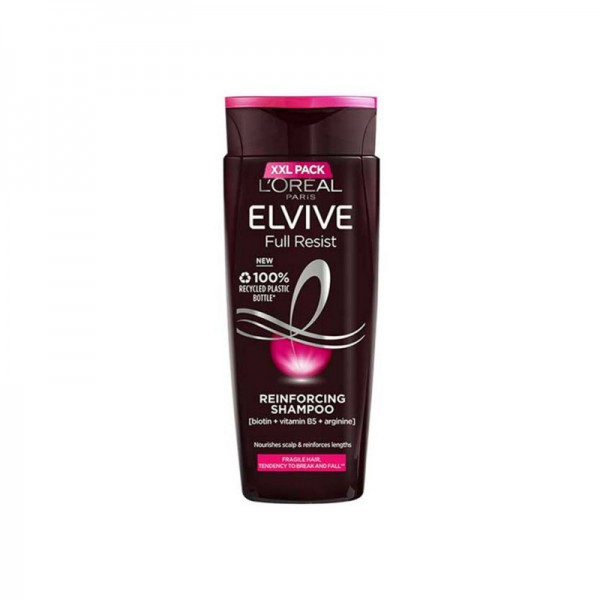 XXL PACK
L'ORÉAL
PARIS
ELVIVE
Full Resist
NEW
100%
RECYCLED PLASTIC
BOTTLE*
REINFORCING
SHAMPOO
[biotin + vitamin B5 + arginine]
Nourishes scalp & reinforces lengths
FRAGILE HAIR,
TENDENCY TO BREAK AND FALL**